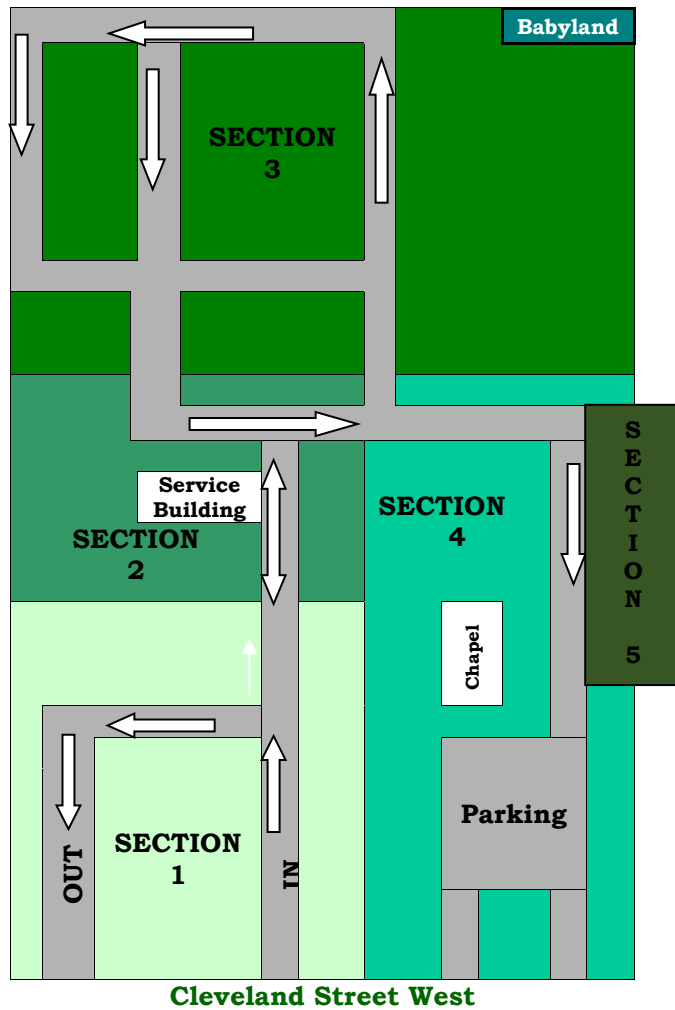 Babyland
SECTION
3
Service
Building
SECTION
2
SECTION
4
S
E
C
T
I
O
N
5
Chapel
Parking
SECTION
1
OUT
IN
Cleveland Street West